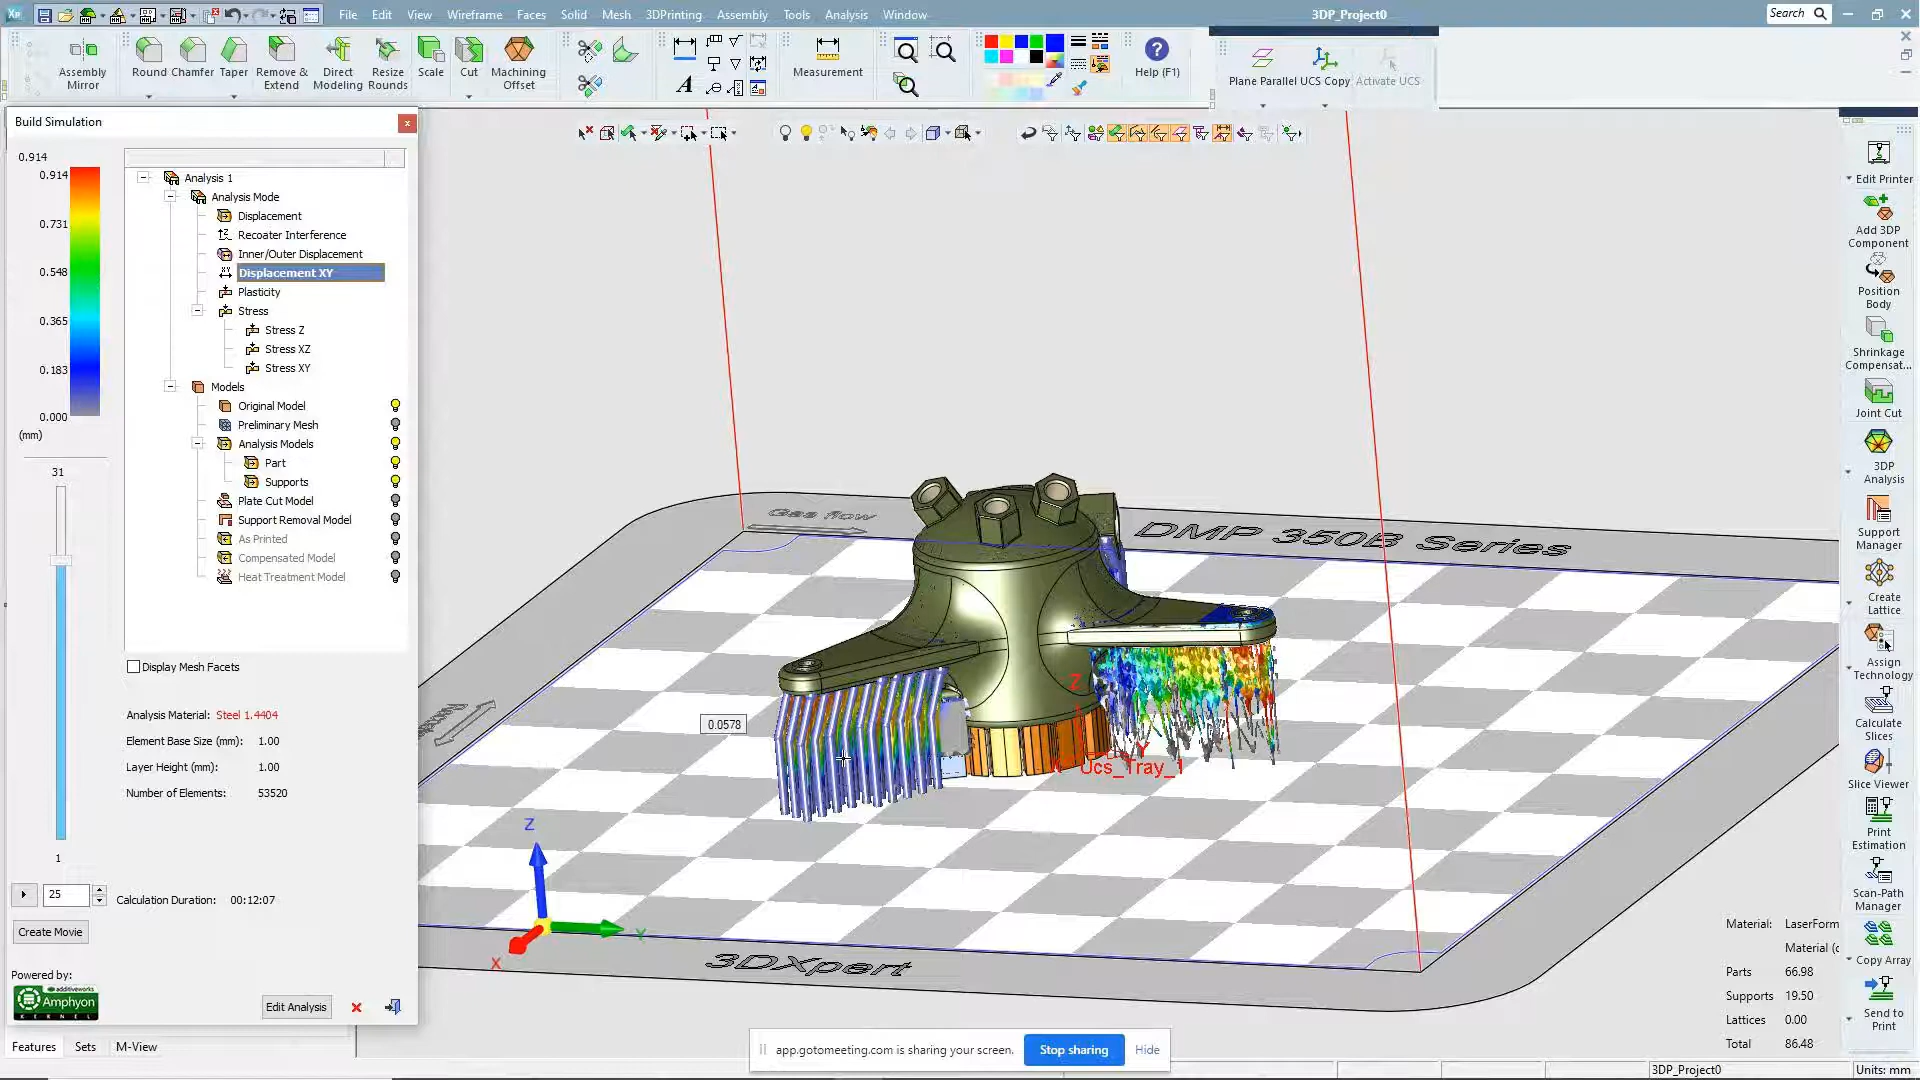 File Edit View Wireframe Faces Solid Mesh 3DPrinting Assembly Tools Analysis Window
3DP_Project0
Search
Assembly Mirror
Round
Chamfer
Taper
Remove & Extend
Direct Modeling
Resize Rounds
Scale
Cut
Machining Offset
Measurement
Help (F1)
Plane Parallel
UCS Copy
Activate UCS
Build Simulation
0.914
0.914
0.731
0.548
0.365
0.183
0.000
(mm)
31
1
Analysis 1
Analysis Mode
Displacement
Recoater Interference
Inner/Outer Displacement
Displacement XY
Plasticity
Stress
Stress Z
Stress XZ
Stress XY
Models
Original Model
Preliminary Mesh
Analysis Models
Part
Supports
Plate Cut Model
Support Removal Model
As Printed
Compensated Model
Heat Treatment Model
Display Mesh Facets
Analysis Material: Steel 1.4404
Element Base Size (mm): 1.00
Layer Height (mm): 1.00
Number of Elements: 53520
25
Calculation Duration: 00:12:07
Create Movie
Powered by:
additiveworks
Amphyon
KERNEL
Edit Analysis
Features Sets M-View
Gas flow
DMP 350B Series
0.0578
Z
Y
Ucs_Tray_1
Z
Y
X
3DXpert
app.gotomeeting.com is sharing your screen.
Stop sharing
Hide
Edit Printer
Add 3DP Component
Position Body
Shrinkage Compensat...
Joint Cut
3DP Analysis
Support Manager
Create Lattice
Assign Technology
Calculate Slices
Slice Viewer
Print Estimation
Scan-Path Manager
Copy Array
Send to Print
Material: LaserForm
Material (c
Parts 66.98
Supports 19.50
Lattices 0.00
Total 86.48
3DP_Project0
Units: mm